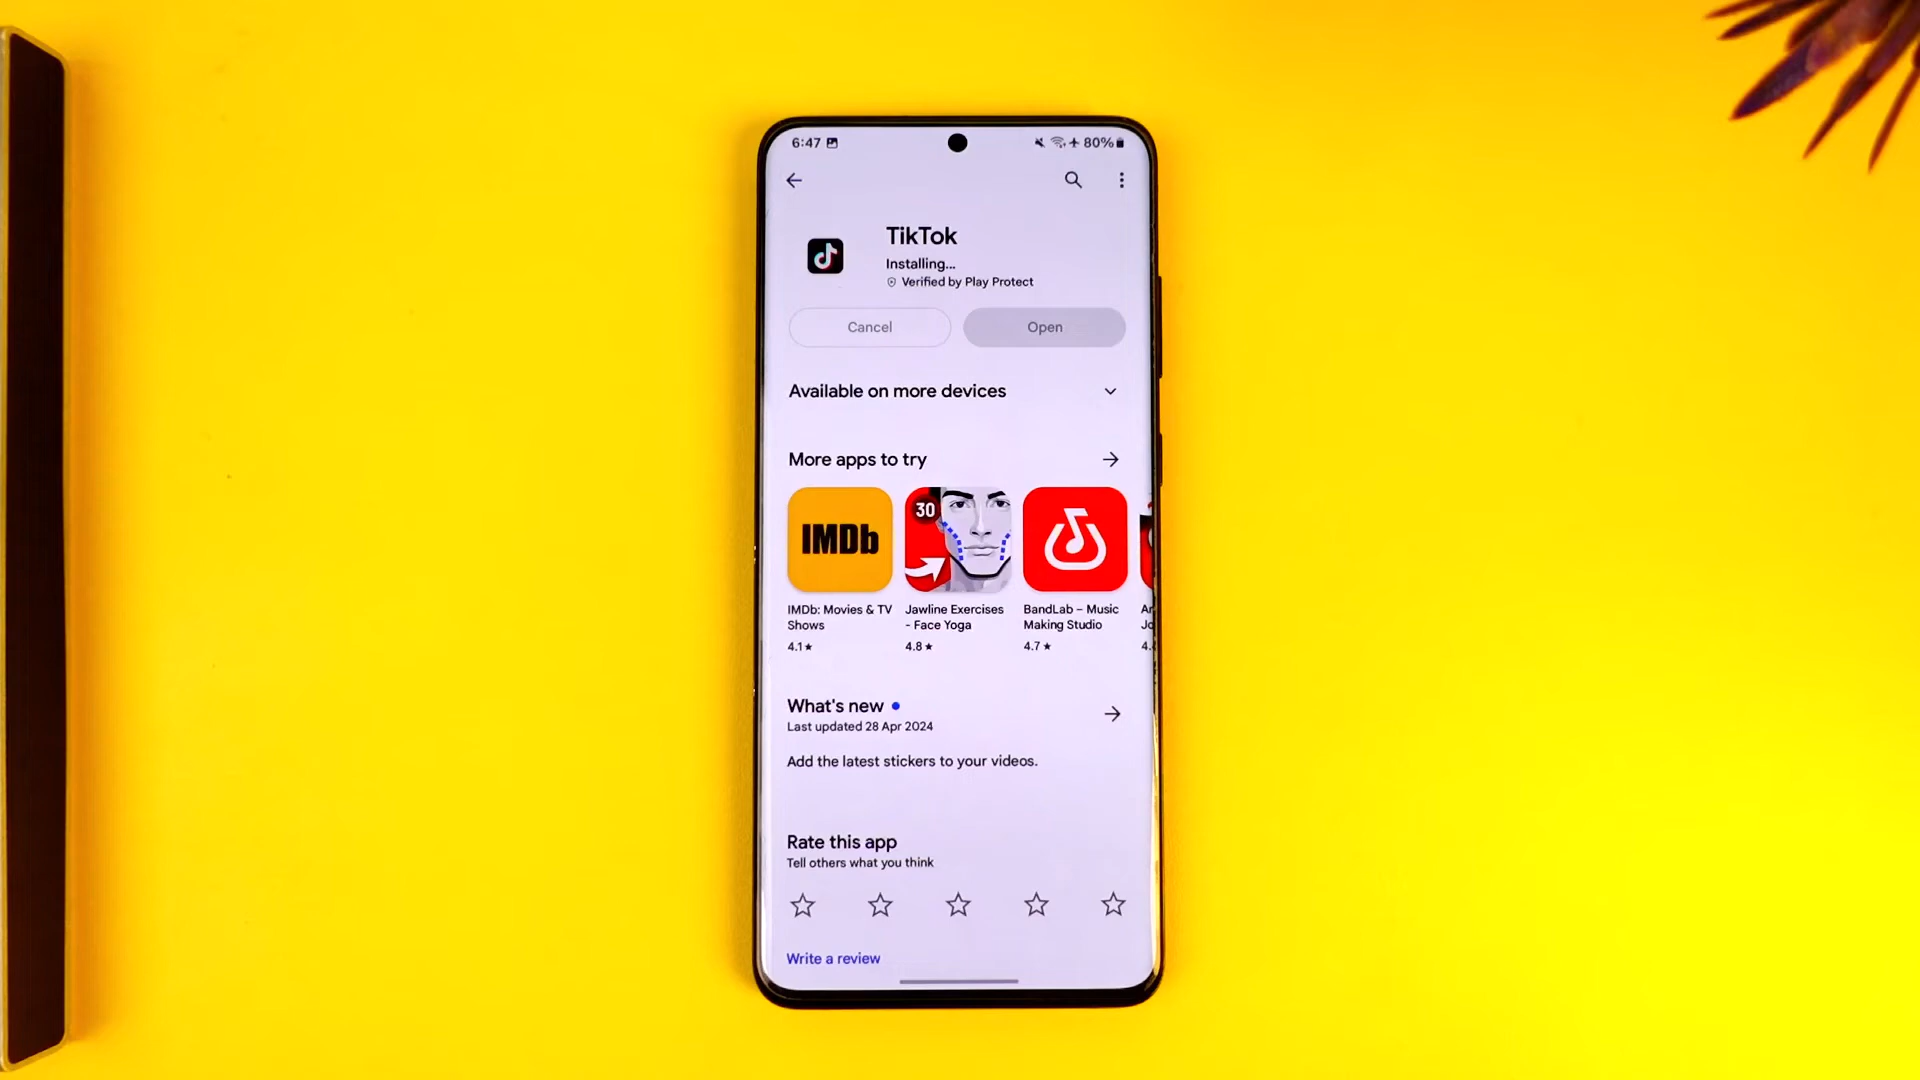 6:47
80%
TikTok
Installing...
Verified by Play Protect
Cancel
Open
Available on more devices
More apps to try
IMDb
30
IMDb: Movies & TV
Shows
4.1★
Jawline Exercises
- Face Yoga
4.8★
BandLab – Music
Making Studio
4.7★
What's new
Last updated 28 Apr 2024
Add the latest stickers to your videos.
Rate this app
Tell others what you think
Write a review